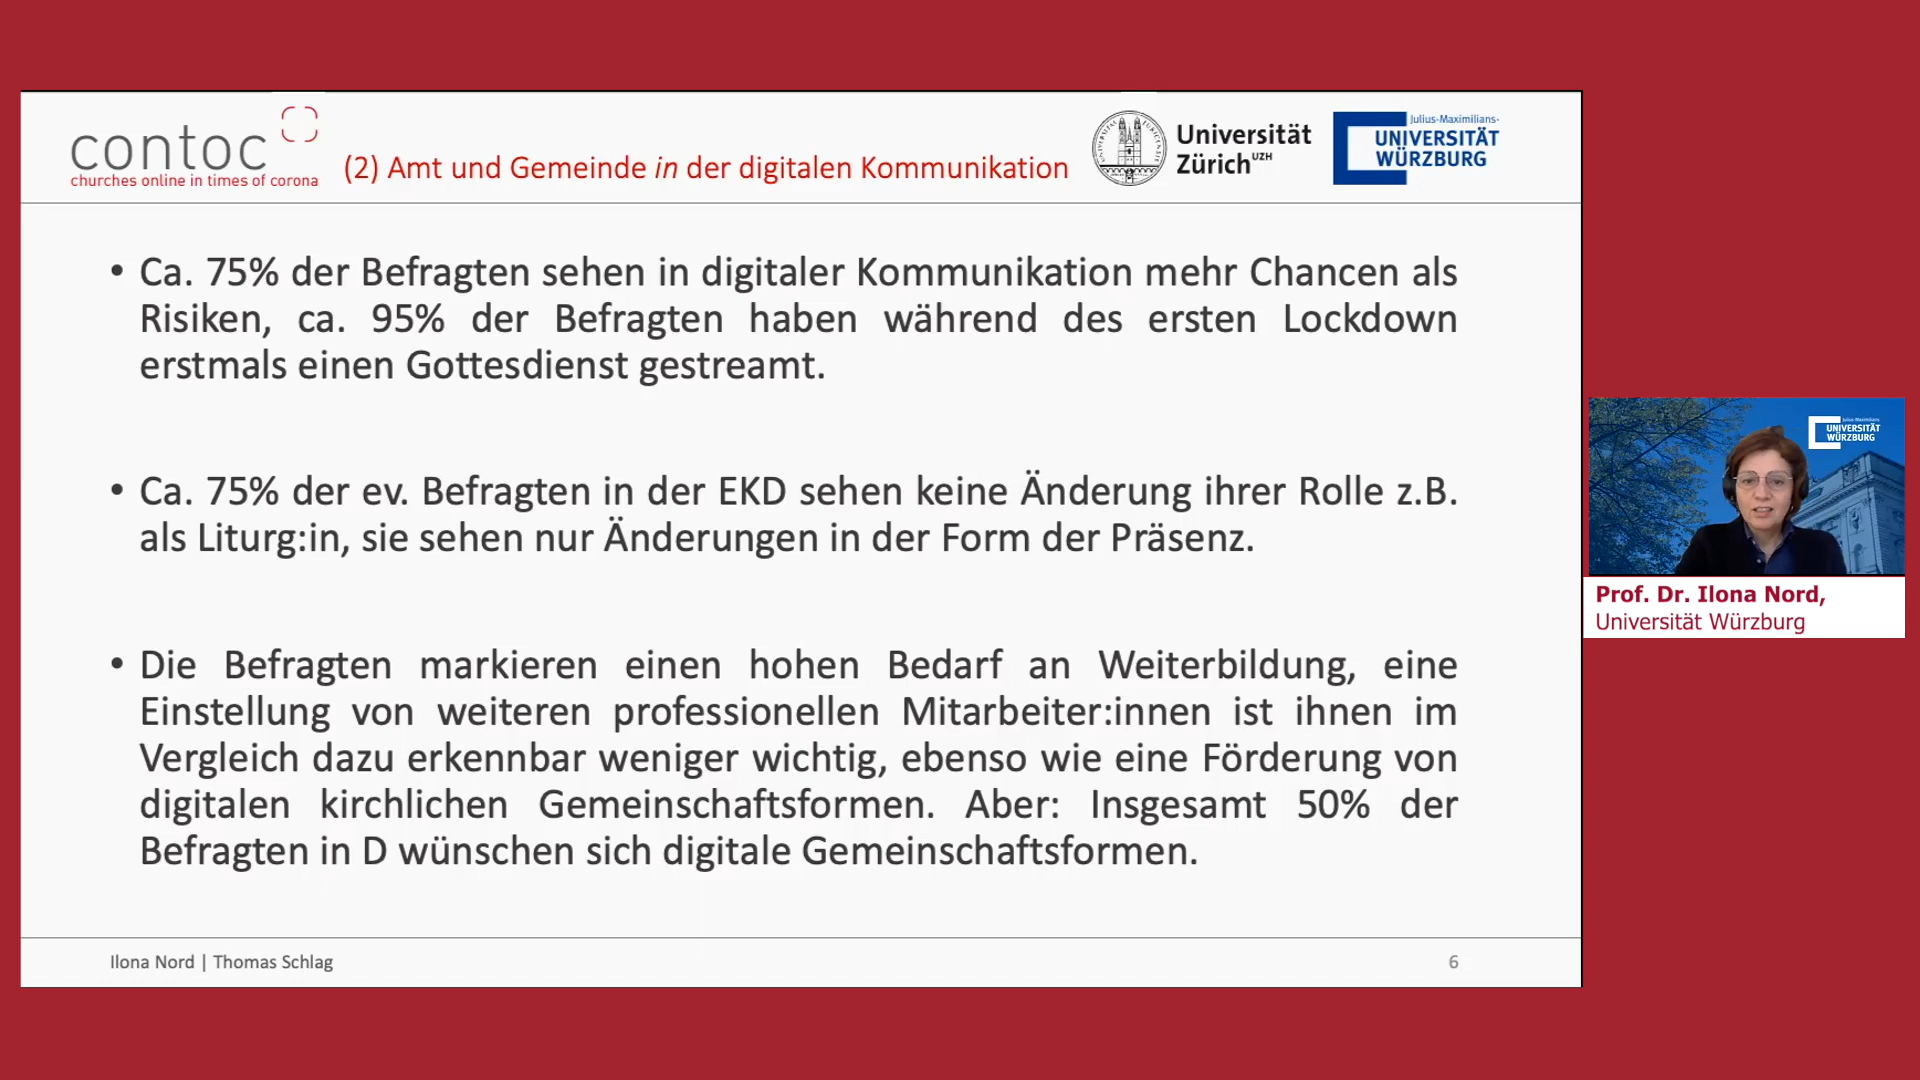 contoc
churches online in times of corona
(2) Amt und Gemeinde in der digitalen Kommunikation
Universität
Zürich UZH
Julius-Maximilians-
UNIVERSITÄT
WÜRZBURG
• Ca. 75% der Befragten sehen in digitaler Kommunikation mehr Chancen als
Risiken, ca. 95% der Befragten haben während des ersten Lockdown
erstmals einen Gottesdienst gestreamt.
• Ca. 75% der ev. Befragten in der EKD sehen keine Änderung ihrer Rolle z.B.
als Liturg:in, sie sehen nur Änderungen in der Form der Präsenz.
• Die Befragten markieren einen hohen Bedarf an Weiterbildung, eine
Einstellung von weiteren professionellen Mitarbeiter:innen ist ihnen im
Vergleich dazu erkennbar weniger wichtig, ebenso wie eine Förderung von
digitalen kirchlichen Gemeinschaftsformen. Aber: Insgesamt 50% der
Befragten in D wünschen sich digitale Gemeinschaftsformen.
Ilona Nord | Thomas Schlag
6
Julius-Maximilians
UNIVERSITÄT
WÜRZBURG
Prof. Dr. Ilona Nord,
Universität Würzburg